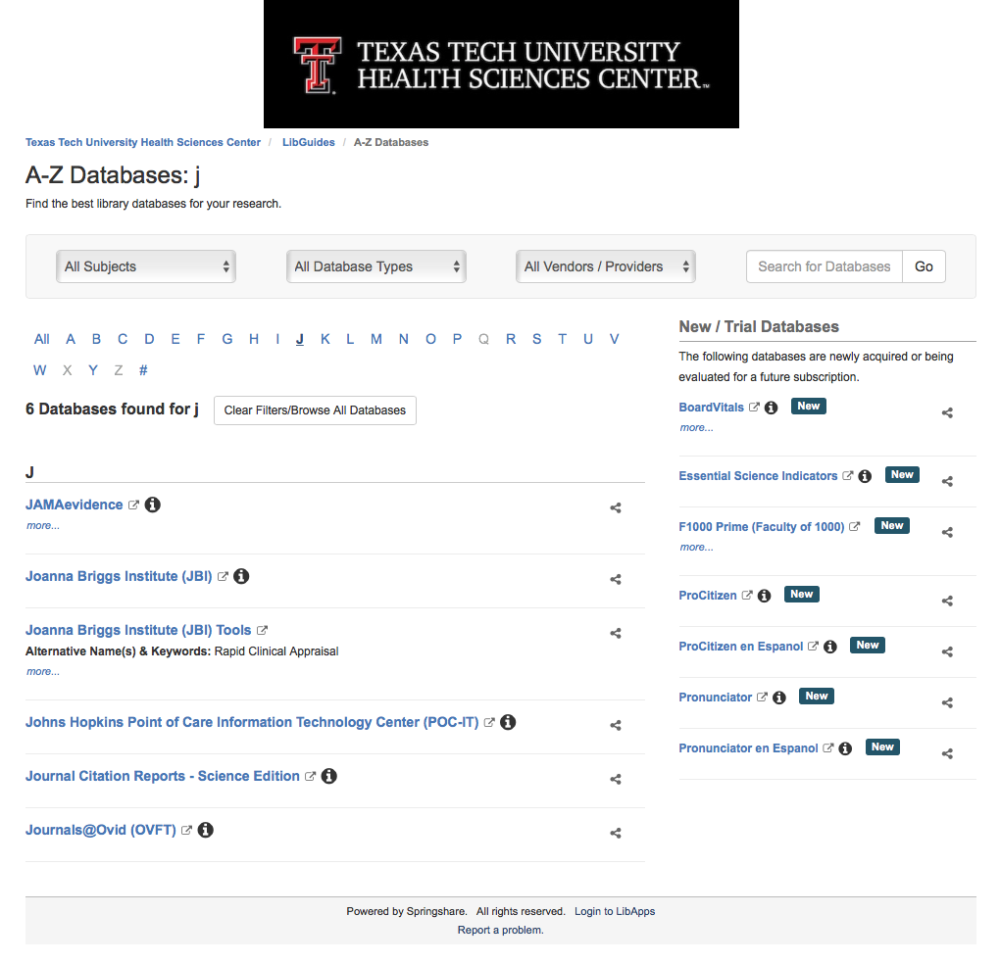 TEXAS TECH UNIVERSITY
HEALTH SCIENCES CENTER™
Texas Tech University Health Sciences Center / LibGuides / A-Z Databases
A-Z Databases: j
Find the best library databases for your research.
All Subjects All Database Types All Vendors / Providers Search for Databases Go
All A B C D E F G H I J K L M N O P Q R S T U V
W X Y Z #
6 Databases found for j Clear Filters/Browse All Databases
J
JAMAevidence
more...
Joanna Briggs Institute (JBI)
Joanna Briggs Institute (JBI) Tools
Alternative Name(s) & Keywords: Rapid Clinical Appraisal
more...
Johns Hopkins Point of Care Information Technology Center (POC-IT)
Journal Citation Reports - Science Edition
Journals@Ovid (OVFT)
New / Trial Databases
The following databases are newly acquired or being
evaluated for a future subscription.
BoardVitals New
more...
Essential Science Indicators New
F1000 Prime (Faculty of 1000) New
more...
ProCitizen New
ProCitizen en Espanol New
Pronunciator New
Pronunciator en Espanol New
Powered by Springshare. All rights reserved. Login to LibApps
Report a problem.